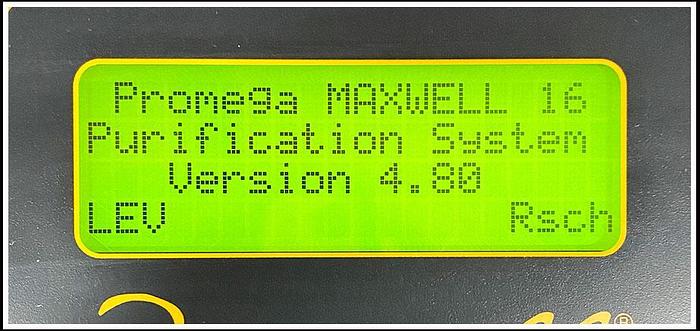 Promega MAXWELL 16
Purification System
Version 4.80
LEV Rsch
®